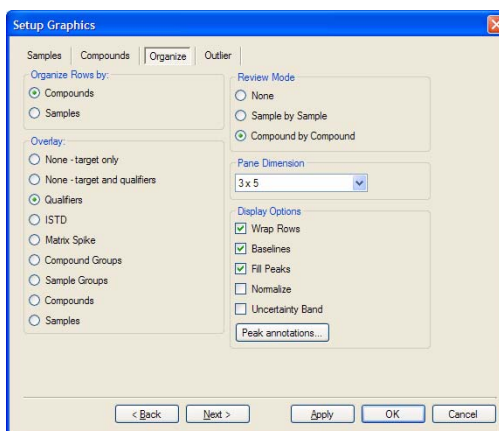 Setup Graphics
Samples Compounds Organize Outlier
Organize Rows by:
Compounds
Samples
Overlay:
None - target only
None - target and qualifiers
Qualifiers
ISTD
Matrix Spike
Compound Groups
Sample Groups
Compounds
Samples
Review Mode
None
Sample by Sample
Compound by Compound
Pane Dimension
3 x 5
Display Options
Wrap Rows
Baselines
Fill Peaks
Normalize
Uncertainty Band
Peak annotations...
< Back Next > Apply OK Cancel